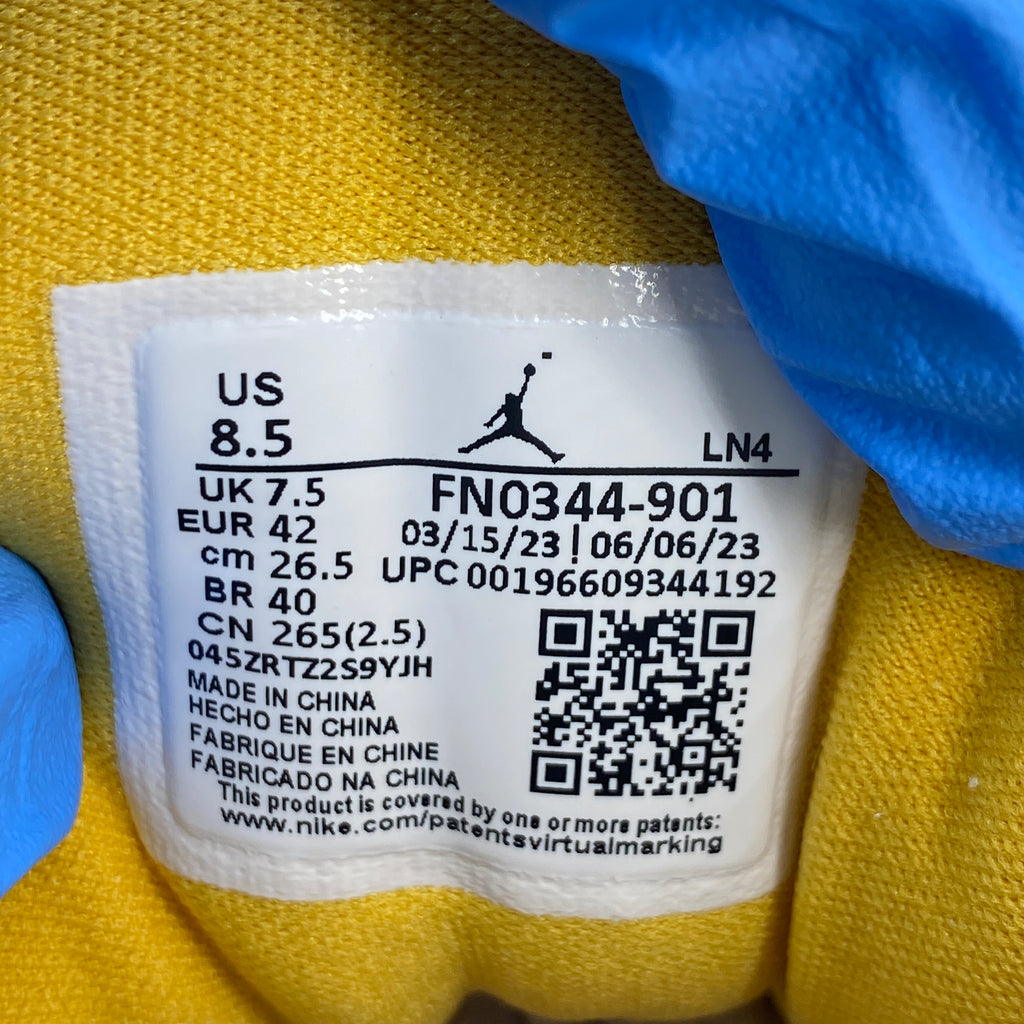 US
8.5
LN4
UK 7.5
EUR 42
cm 26.5
BR 40
CN 265(2.5)
045ZRTZ2S9YJH
MADE IN CHINA
HECHO EN CHINA
FABRIQUE EN CHINE
FABRICADO NA CHINA
FN0344-901
03/15/23 | 06/06/23
UPC 00196609344192
This product is covered by one or more patents:
www.nike.com/patentsvirtualmarking